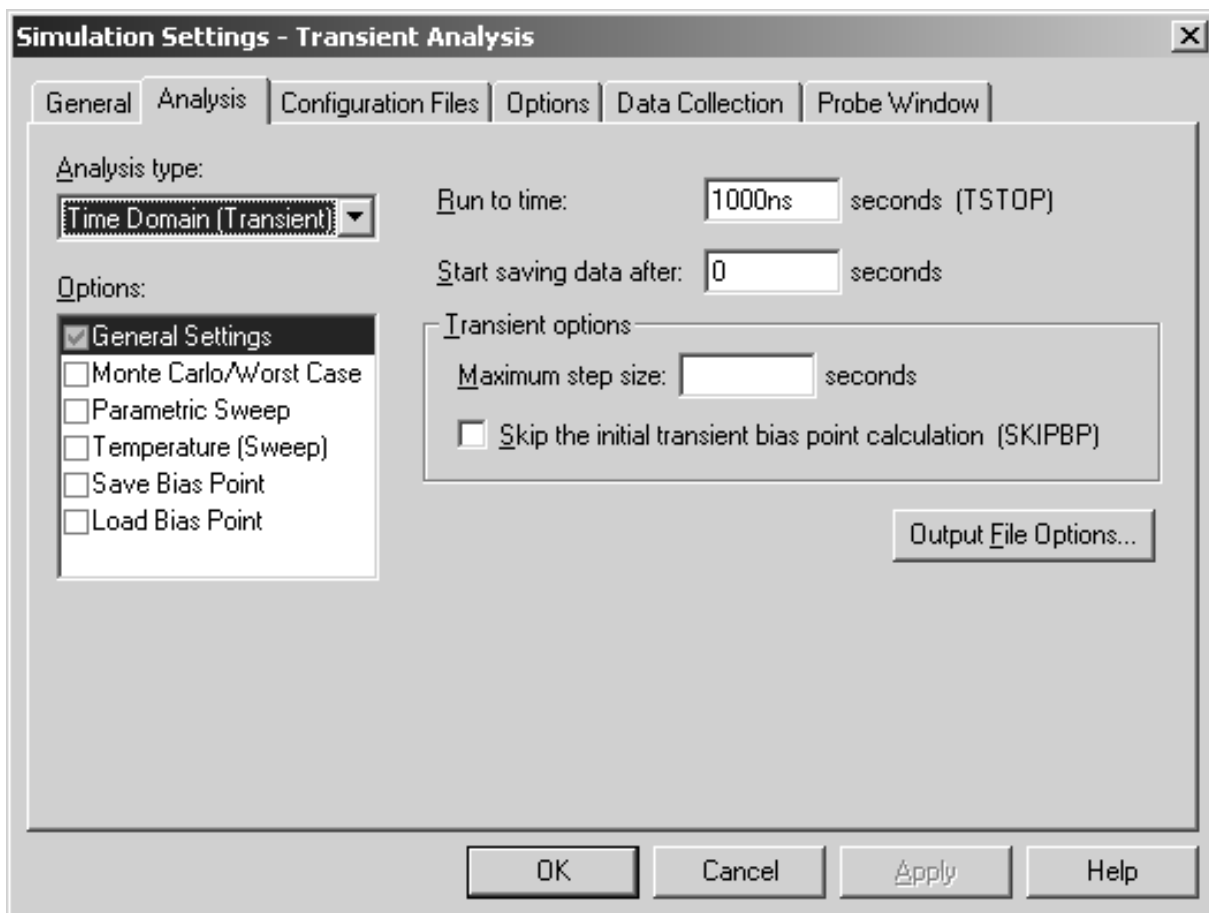 Simulation Settings - Transient Analysis
General Analysis Configuration Files Options Data Collection Probe Window
Analysis type:
Time Domain (Transient)
Options:
General Settings
Monte Carlo/Worst Case
Parametric Sweep
Temperature (Sweep)
Save Bias Point
Load Bias Point
Run to time: 1000ns seconds (TSTOP)
Start saving data after: 0 seconds
Transient options
Maximum step size: seconds
Skip the initial transient bias point calculation (SKIPBP)
Output File Options...
OK Cancel Apply Help